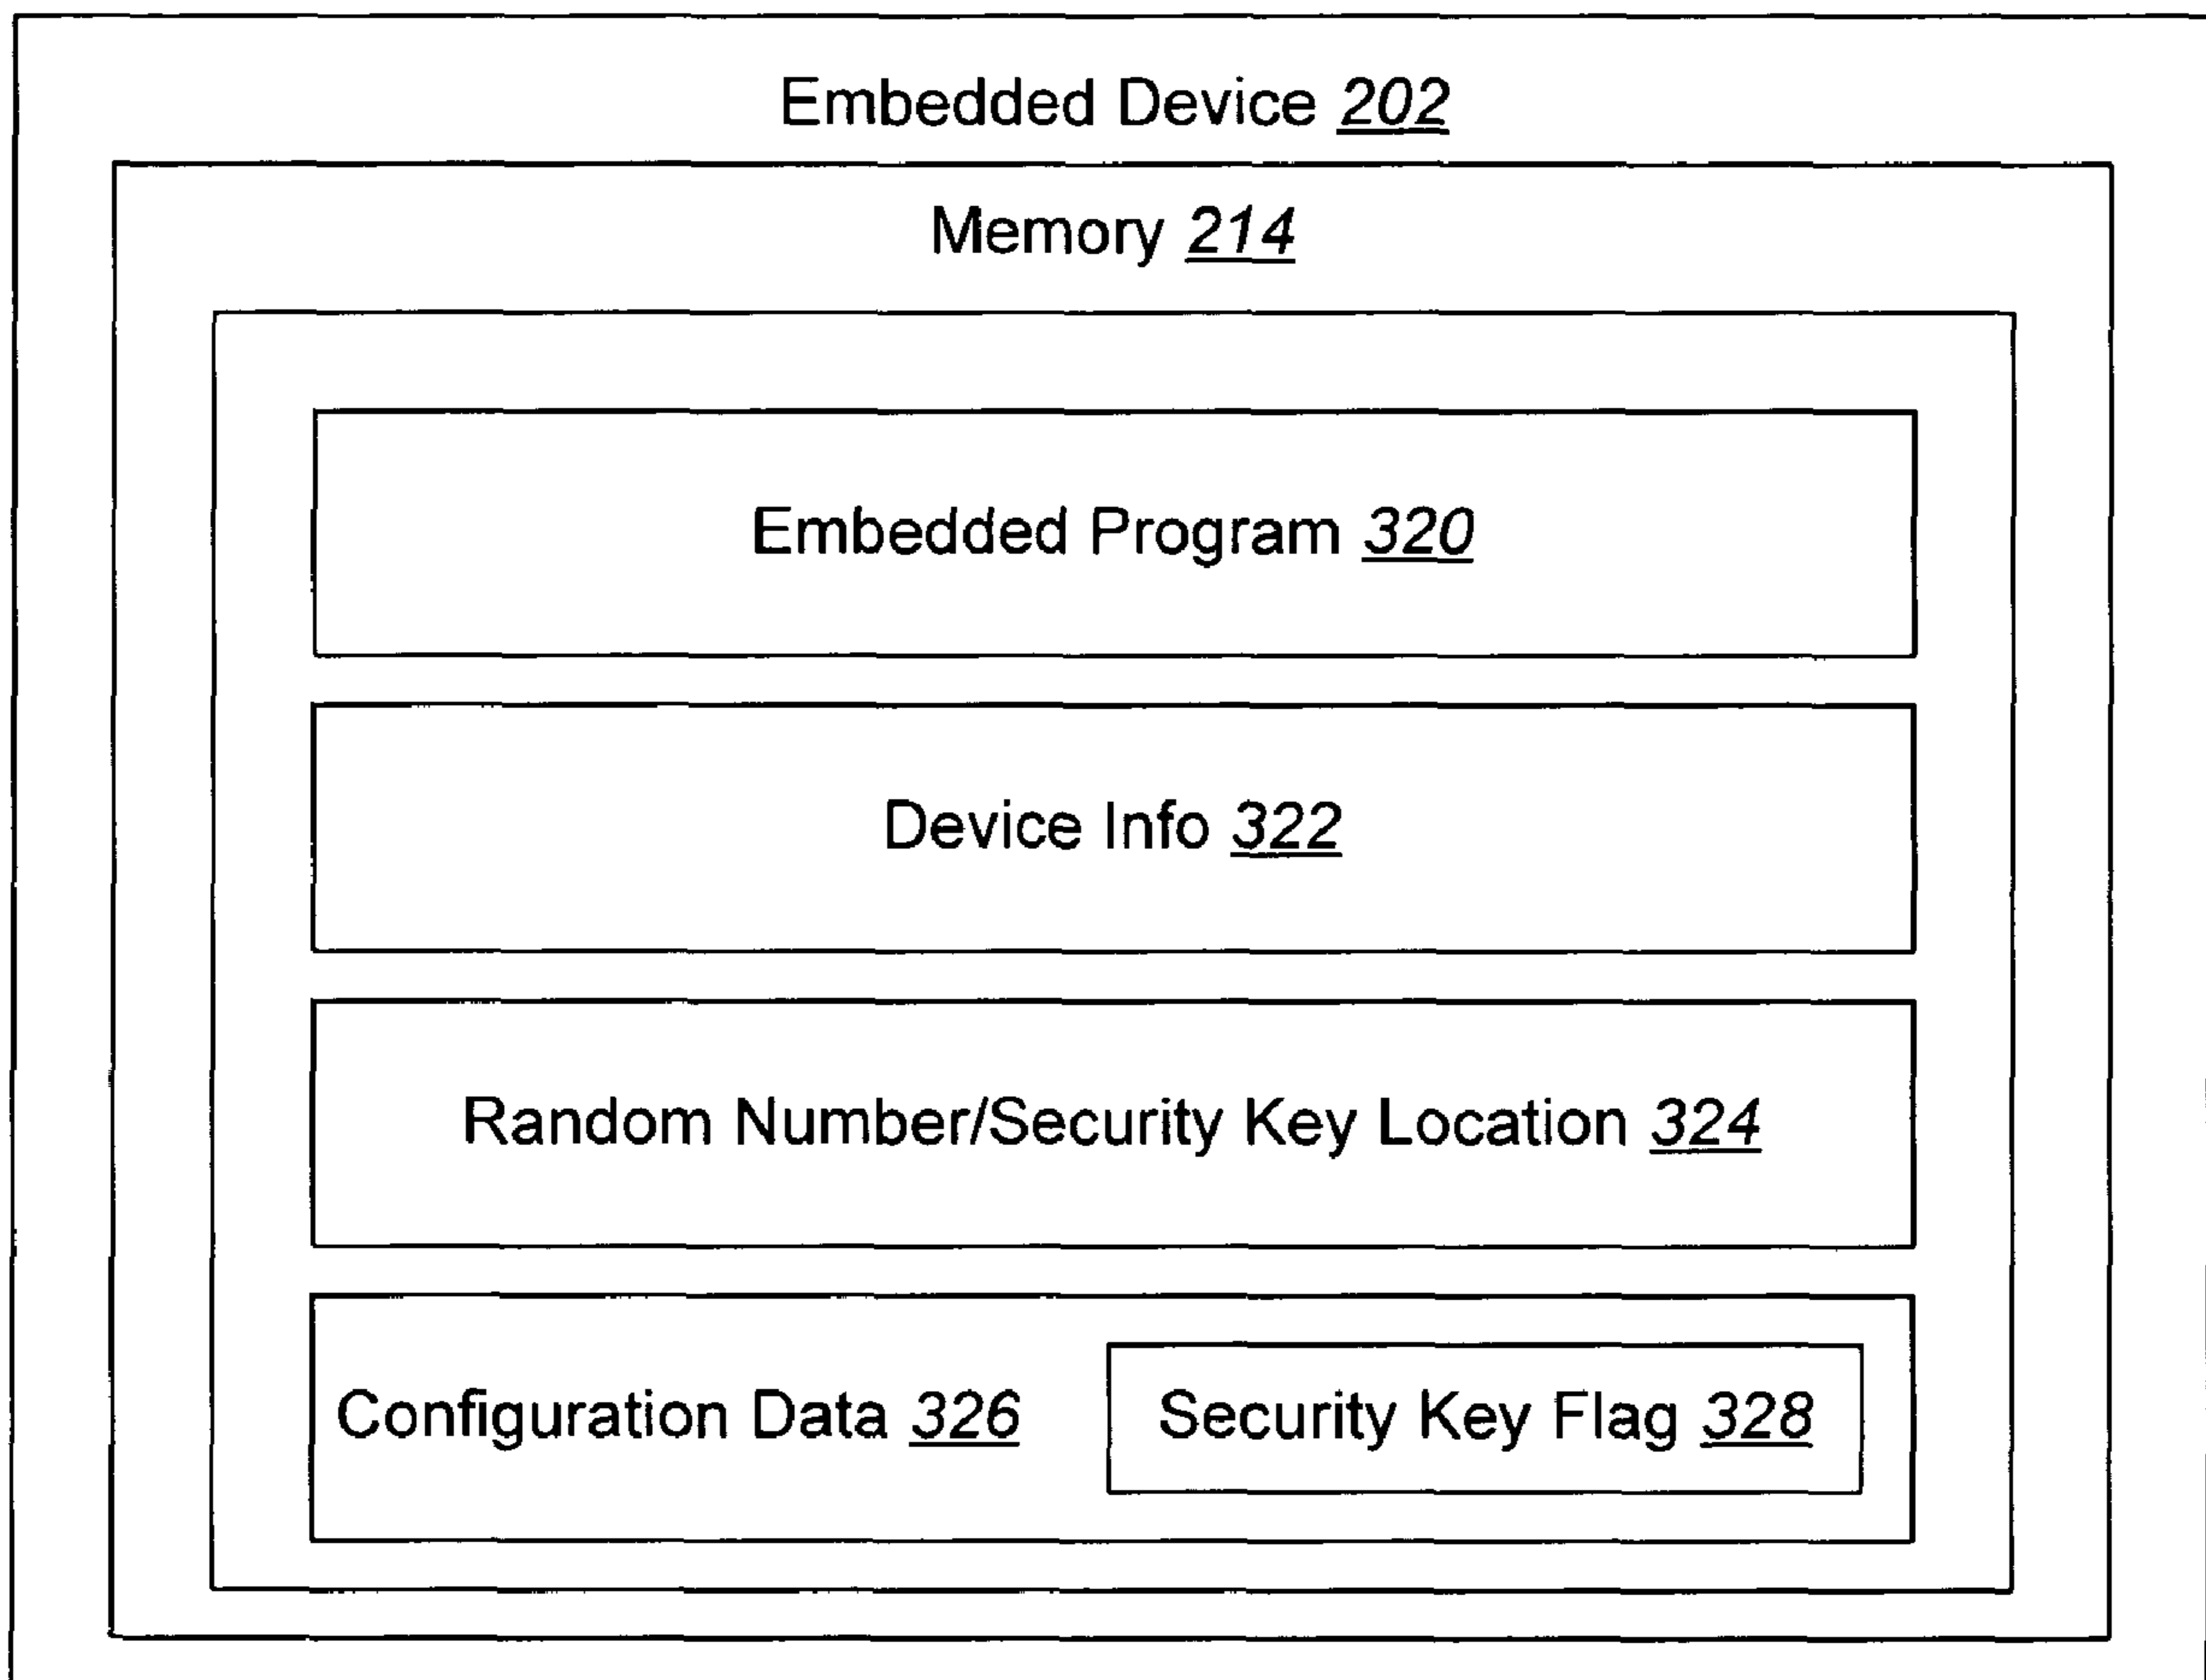 Embedded Device 202
Memory 214
Embedded Program 320
Device Info 322
Random Number/Security Key Location 324
Configuration Data 326
Security Key Flag 328